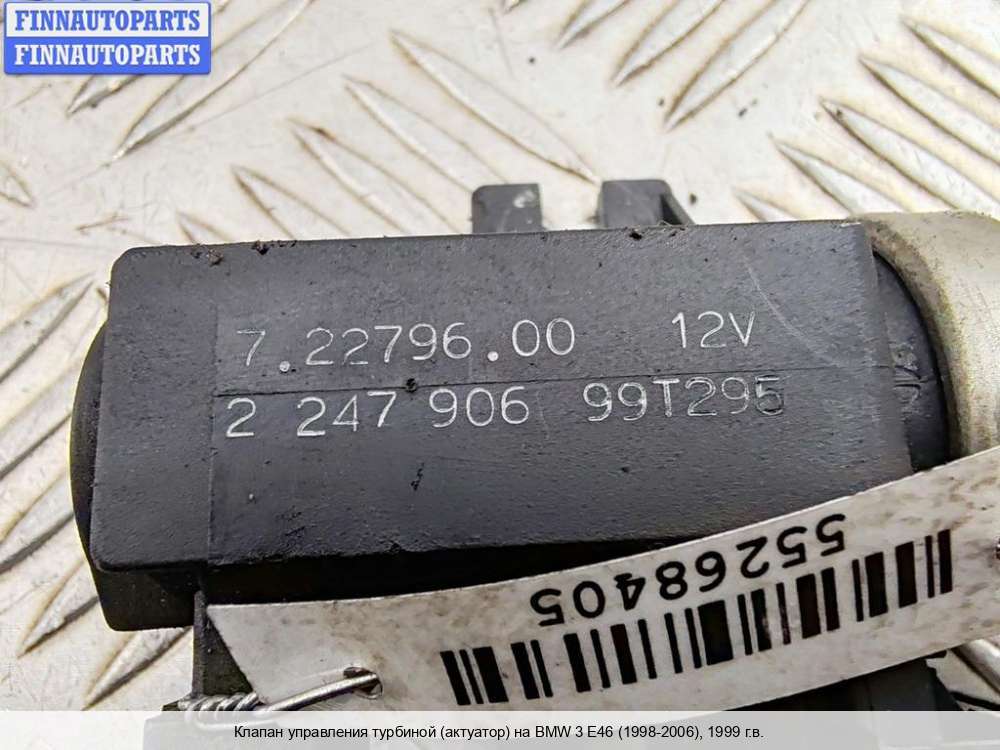 FINNAUTOPARTS
FINNAUTOPARTS
7.22796.00 12V
2 247 906 99T295
55268405
Клапан управления турбиной (актуатор) на BMW 3 E46 (1998-2006), 1999 г.в.